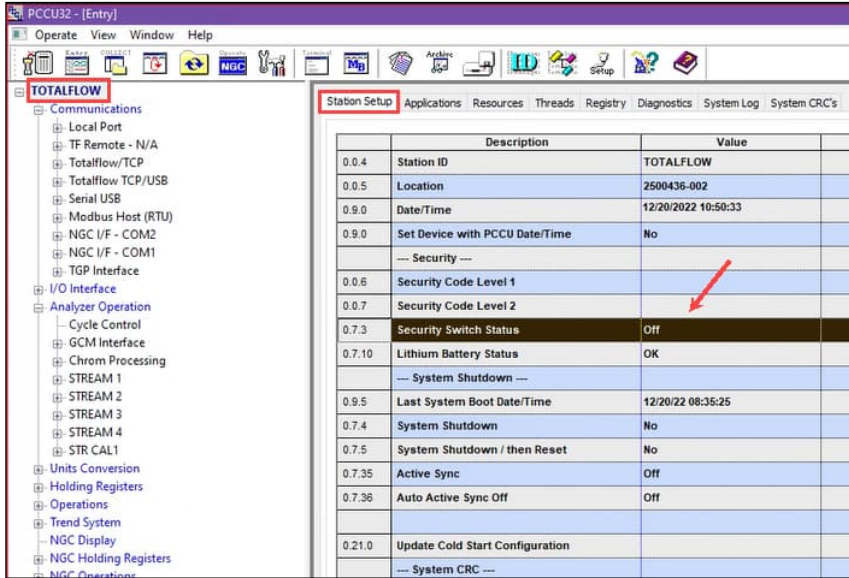 PCCU32 - [Entry]
Operate View Window Help
Entry COLLECT Operate NGC Terminal MB Archive ID Setup
TOTALFLOW
Communications
Local Port
TF Remote - N/A
Totalflow/TCP
Totalflow TCP/USB
Serial USB
Modbus Host (RTU)
NGC I/F - COM2
NGC I/F - COM1
TGP Interface
I/O Interface
Analyzer Operation
Cycle Control
GCM Interface
Chrom Processing
STREAM 1
STREAM 2
STREAM 3
STREAM 4
STR CAL1
Units Conversion
Holding Registers
Operations
Trend System
NGC Display
NGC Holding Registers
NGC Operations
Station Setup Applications Resources Threads Registry Diagnostics System Log System CRC's
Description Value
0.0.4 Station ID TOTALFLOW
0.0.5 Location 2500436-002
0.9.0 Date/Time 12/20/2022 10:50:33
0.9.0 Set Device with PCCU Date/Time No
--- Security ---
0.0.6 Security Code Level 1
0.0.7 Security Code Level 2
0.7.3 Security Switch Status Off
0.7.10 Lithium Battery Status OK
--- System Shutdown ---
0.9.5 Last System Boot Date/Time 12/20/22 08:35:25
0.7.4 System Shutdown No
0.7.5 System Shutdown / then Reset No
0.7.35 Active Sync Off
0.7.36 Auto Active Sync Off
0.21.0 Update Cold Start Configuration
--- System CRC ---